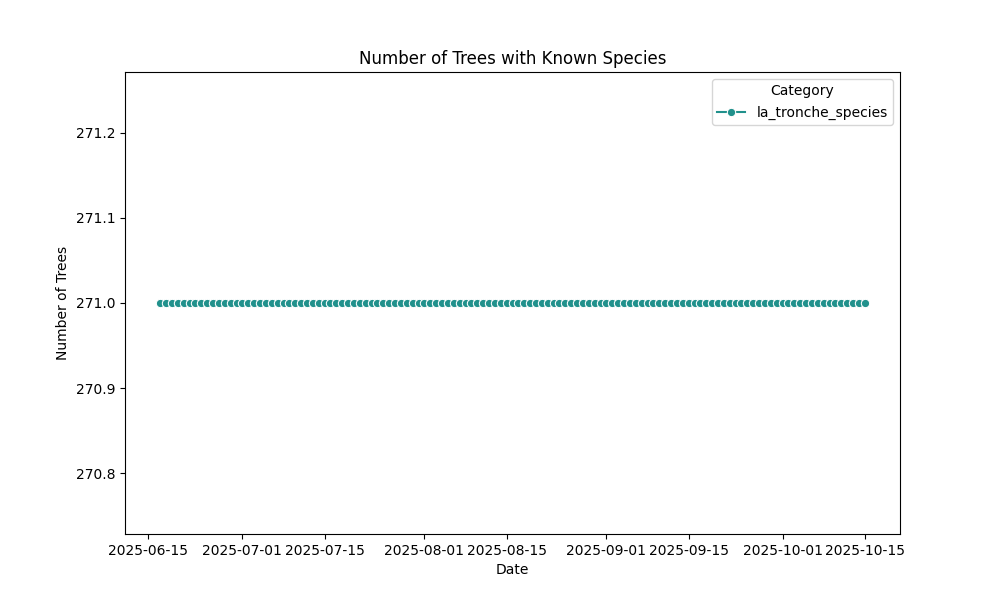 Number of Trees with Known Species
Category
la_tronche_species
271.2
271.1
271.0
270.9
270.8
Number of Trees
2025-06-15 2025-07-01 2025-07-15 2025-08-01 2025-08-15 2025-09-01 2025-09-15 2025-10-01 2025-10-15
Date